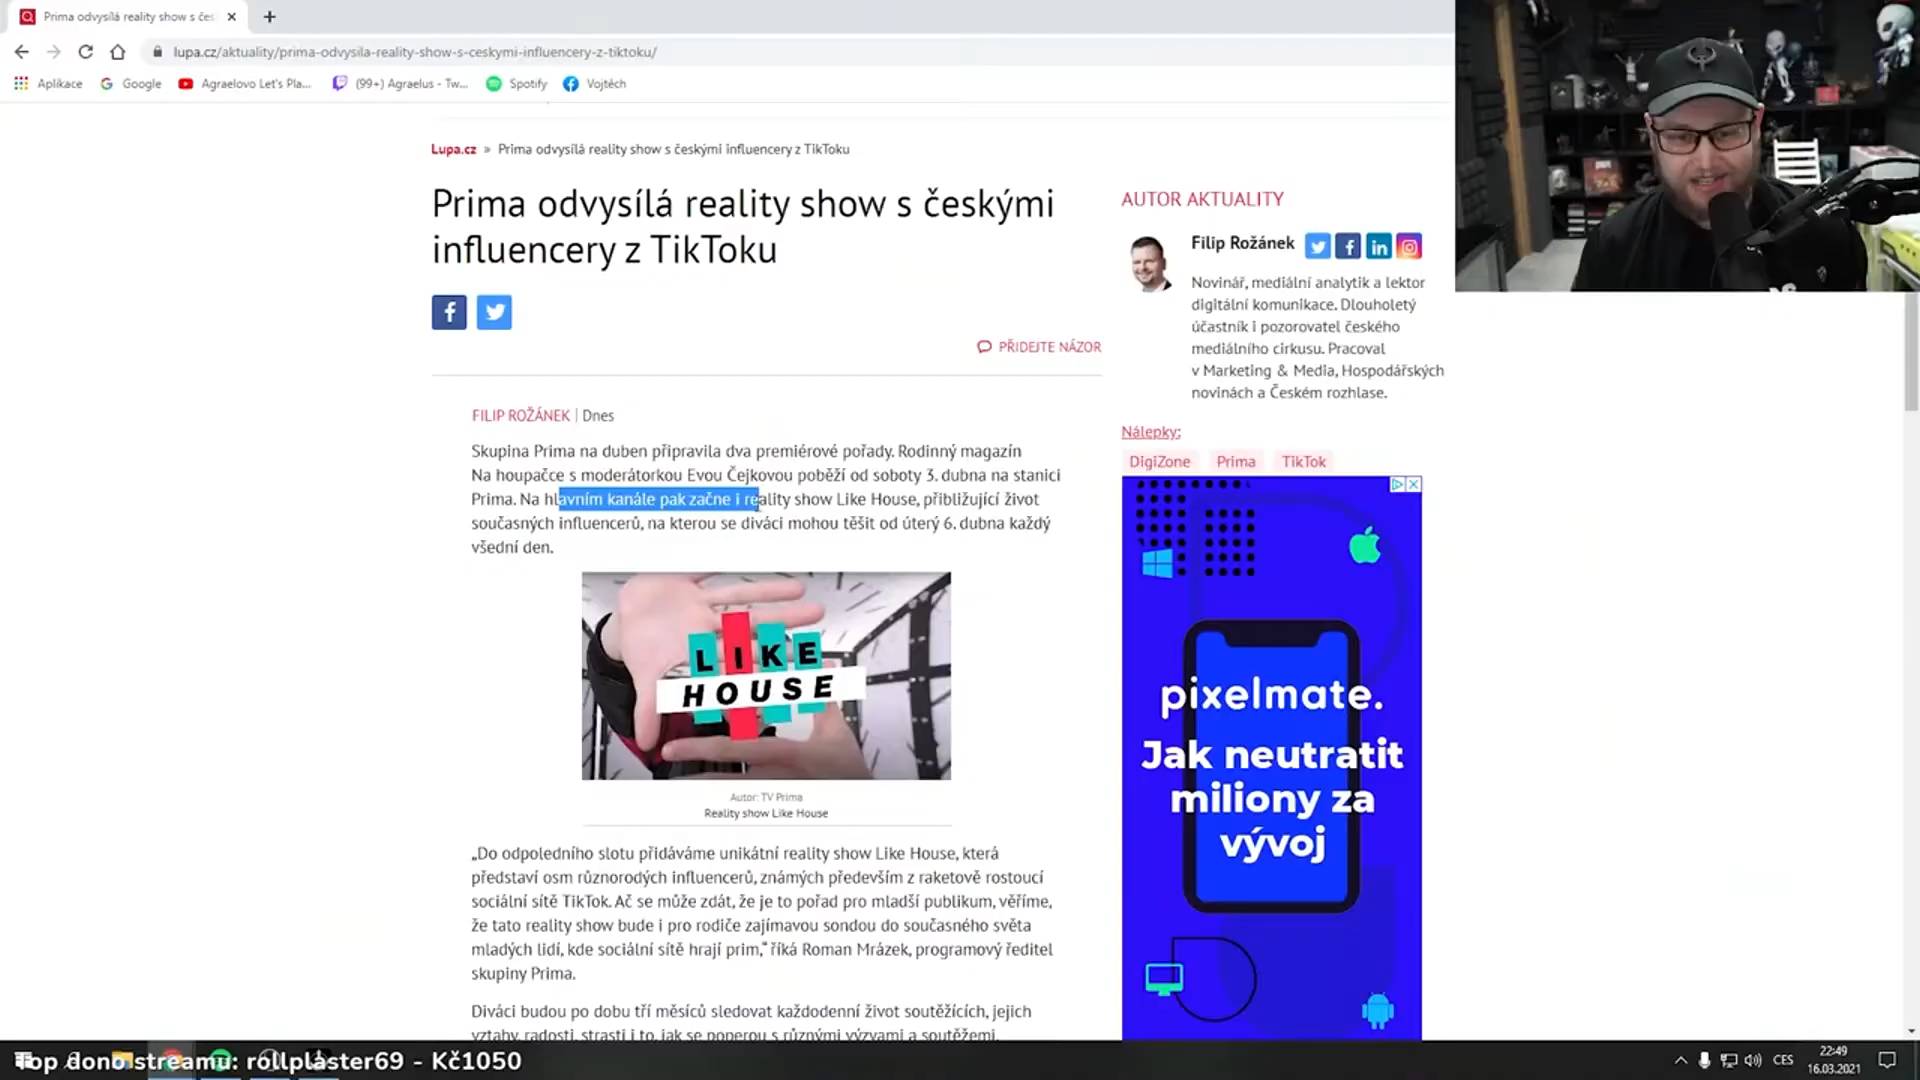 Prima odvysílá reality show s čes
lupa.cz/aktuality/prima-odvysila-reality-show-s-ceskymi-influencery-z-tiktoku/
Aplikace
Google
Agraelovo Let's Pla...
(99+) Agraelus - Tw...
Spotify
Vojtěch
Lupa.cz » Prima odvysílá reality show s českými influencery z TikToku
Prima odvysílá reality show s českými
influencery z TikToku
PŘIDEJTE NÁZOR
FILIP ROŽÁNEK | Dnes
Skupina Prima na duben připravila dva premiérové pořady. Rodinný magazín
Na houpačce s moderátorkou Evou Čejkovou poběží od soboty 3. dubna na stanici
Prima. Na hlavním kanále pak začne i reality show Like House, přibližující život
současných influencerů, na kterou se diváci mohou těšit od úterý 6. dubna každý
všední den.
LIKE
HOUSE
Autor: TV Prima
Reality show Like House
„Do odpoledního slotu přidáváme unikátní reality show Like House, která
představí osm různorodých influencerů, známých především z raketově rostoucí
sociální sítě TikTok. Ač se může zdát, že je to pořad pro mladší publikum, věříme,
že tato reality show bude i pro rodiče zajímavou sondou do současného světa
mladých lidí, kde sociální sítě hrají prim,“ říká Roman Mrázek, programový ředitel
skupiny Prima.
Diváci budou po dobu tří měsíců sledovat každodenní život soutěžících, jejich
vztahy, radosti, strasti i to, jak se poperou s různými výzvami a soutěžemi.
AUTOR AKTUALITY
Filip Rožánek
Novinář, mediální analytik a lektor
digitální komunikace. Dlouholetý
účastník i pozorovatel českého
mediálního cirkusu. Pracoval
v Marketing & Media, Hospodářských
novinách a Českém rozhlase.
Nálepky:
DigiZone
Prima
TikTok
pixelmate.
Jak neutratit
miliony za
vývoj
Top dono streamu: rollplaster69 - Kč1050
CES
22:49
16.03.2021